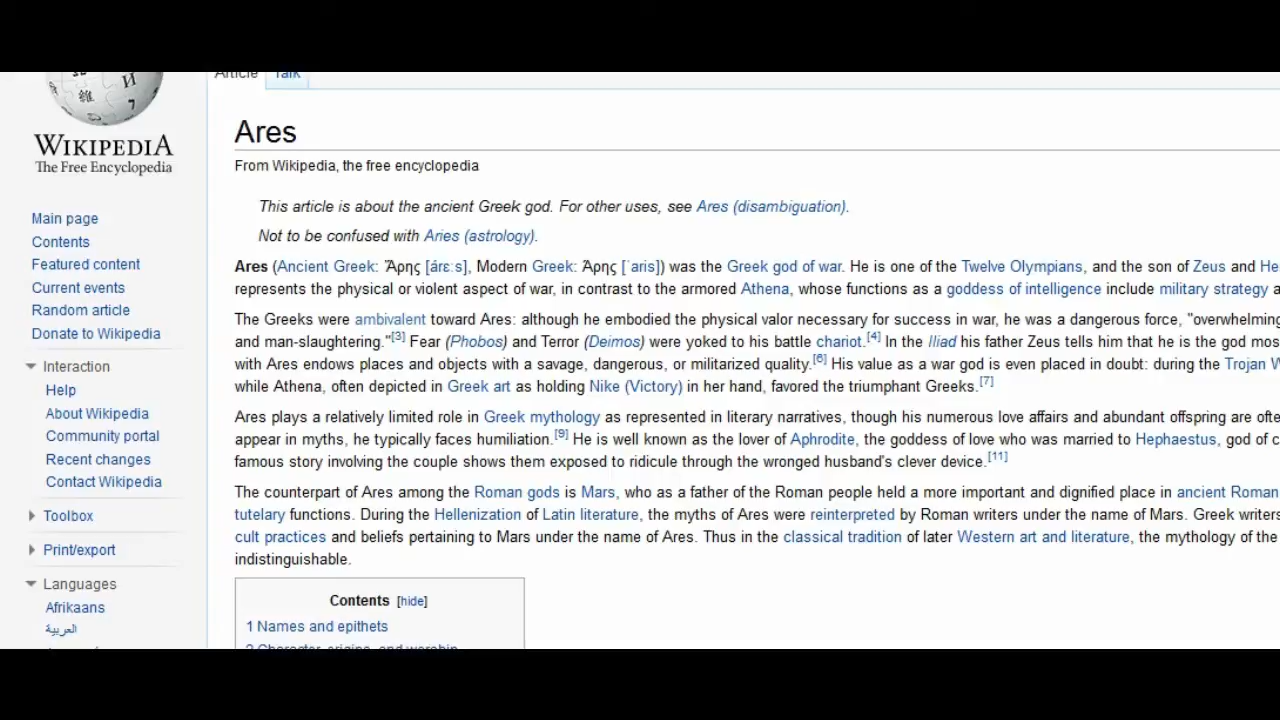 Article Talk
WIKIPEDIA
The Free Encyclopedia
Main page
Contents
Featured content
Current events
Random article
Donate to Wikipedia
Interaction
Help
About Wikipedia
Community portal
Recent changes
Contact Wikipedia
Toolbox
Print/export
Languages
Afrikaans
العربية
Ares
From Wikipedia, the free encyclopedia
This article is about the ancient Greek god. For other uses, see Ares (disambiguation).
Not to be confused with Aries (astrology).
Ares (Ancient Greek: Ἄρης [árɛːs], Modern Greek: Άρης [ˈaris]) was the Greek god of war. He is one of the Twelve Olympians, and the son of Zeus and He
represents the physical or violent aspect of war, in contrast to the armored Athena, whose functions as a goddess of intelligence include military strategy a
The Greeks were ambivalent toward Ares: although he embodied the physical valor necessary for success in war, he was a dangerous force, "overwhelming
and man-slaughtering."[3] Fear (Phobos) and Terror (Deimos) were yoked to his battle chariot.[4] In the Iliad his father Zeus tells him that he is the god mos
with Ares endows places and objects with a savage, dangerous, or militarized quality.[6] His value as a war god is even placed in doubt: during the Trojan W
while Athena, often depicted in Greek art as holding Nike (Victory) in her hand, favored the triumphant Greeks.[7]
Ares plays a relatively limited role in Greek mythology as represented in literary narratives, though his numerous love affairs and abundant offspring are ofte
appear in myths, he typically faces humiliation.[9] He is well known as the lover of Aphrodite, the goddess of love who was married to Hephaestus, god of c
famous story involving the couple shows them exposed to ridicule through the wronged husband's clever device.[11]
The counterpart of Ares among the Roman gods is Mars, who as a father of the Roman people held a more important and dignified place in ancient Roman
tutelary functions. During the Hellenization of Latin literature, the myths of Ares were reinterpreted by Roman writers under the name of Mars. Greek writers
cult practices and beliefs pertaining to Mars under the name of Ares. Thus in the classical tradition of later Western art and literature, the mythology of the
indistinguishable.
Contents [hide]
1 Names and epithets
2 Character, origins, and worship